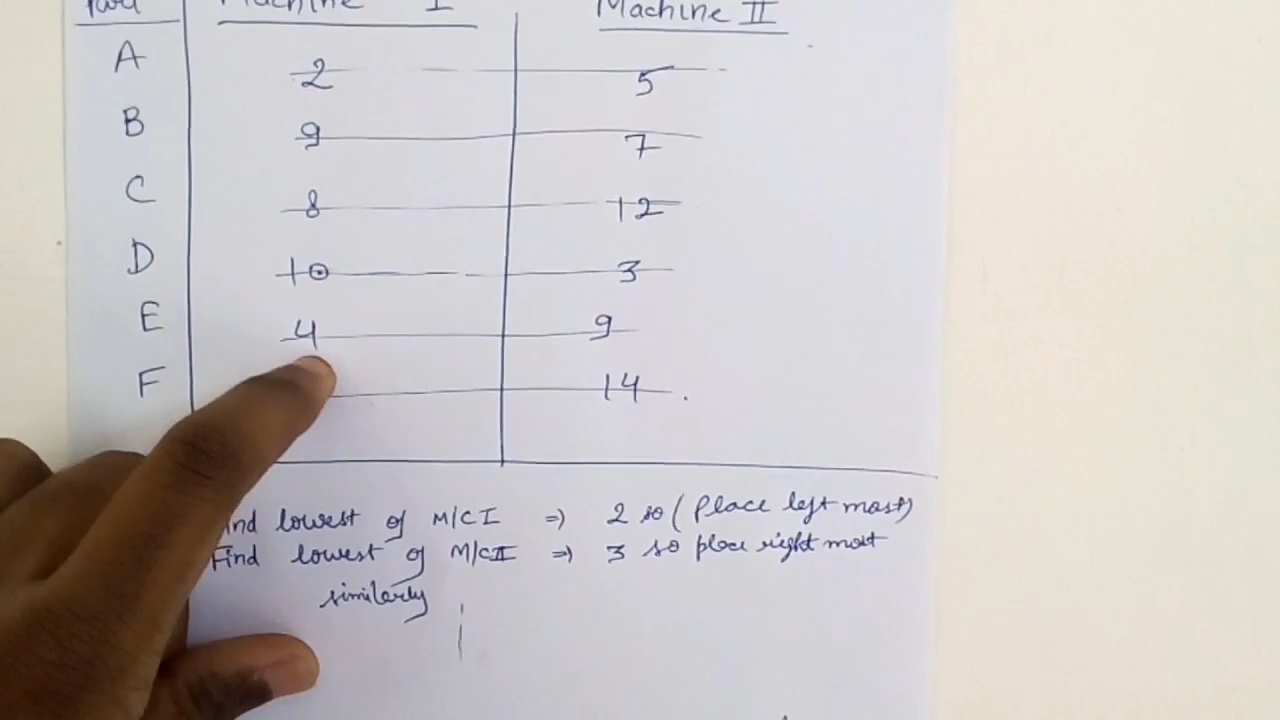 Machine I Machine II
A 2 5
B 9 7
C 8 12
D 10 3
E 4 9
F 14
lowest of M/C I => 2 so (Place left most)
Find lowest of M/C II => 3 so place right most
similarly